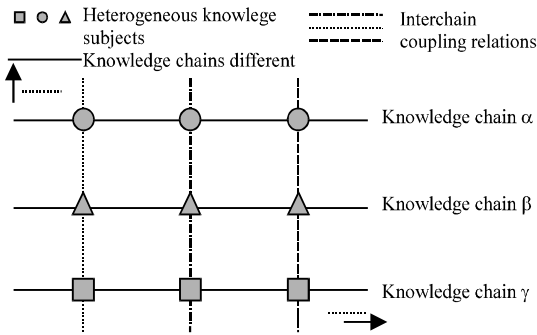 Heterogeneous knowlege
subjects
Knowledge chains different
Interchain
coupling relations
Knowledge chain α
Knowledge chain β
Knowledge chain γ